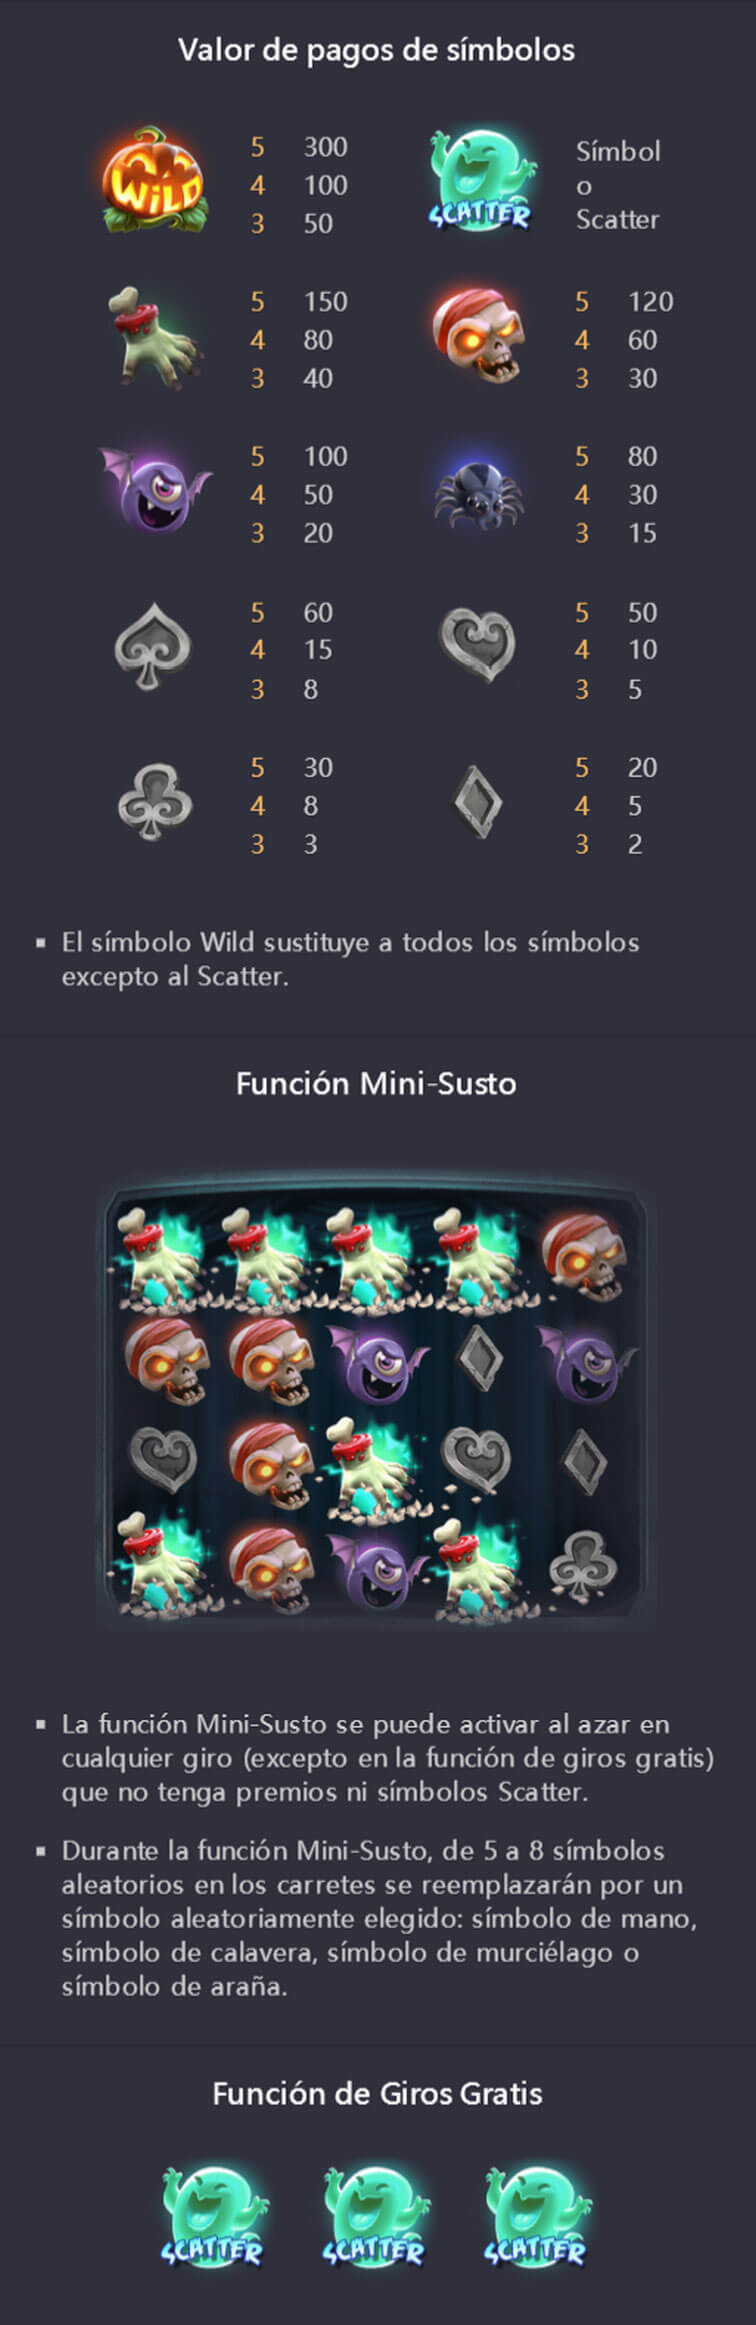 Valor de pagos de símbolos
WILD
5 300
4 100
3 50
SCATTER
Símbol
o
Scatter
5 150
4 80
3 40
5 120
4 60
3 30
5 100
4 50
3 20
5 80
4 30
3 15
5 60
4 15
3 8
5 50
4 10
3 5
5 30
4 8
3 3
5 20
4 5
3 2
▪ El símbolo Wild sustituye a todos los símbolos
excepto al Scatter.
Función Mini-Susto
▪ La función Mini-Susto se puede activar al azar en
cualquier giro (excepto en la función de giros gratis)
que no tenga premios ni símbolos Scatter.
▪ Durante la función Mini-Susto, de 5 a 8 símbolos
aleatorios en los carretes se reemplazarán por un
símbolo aleatoriamente elegido: símbolo de mano,
símbolo de calavera, símbolo de murciélago o
símbolo de araña.
Función de Giros Gratis
SCATTER SCATTER SCATTER